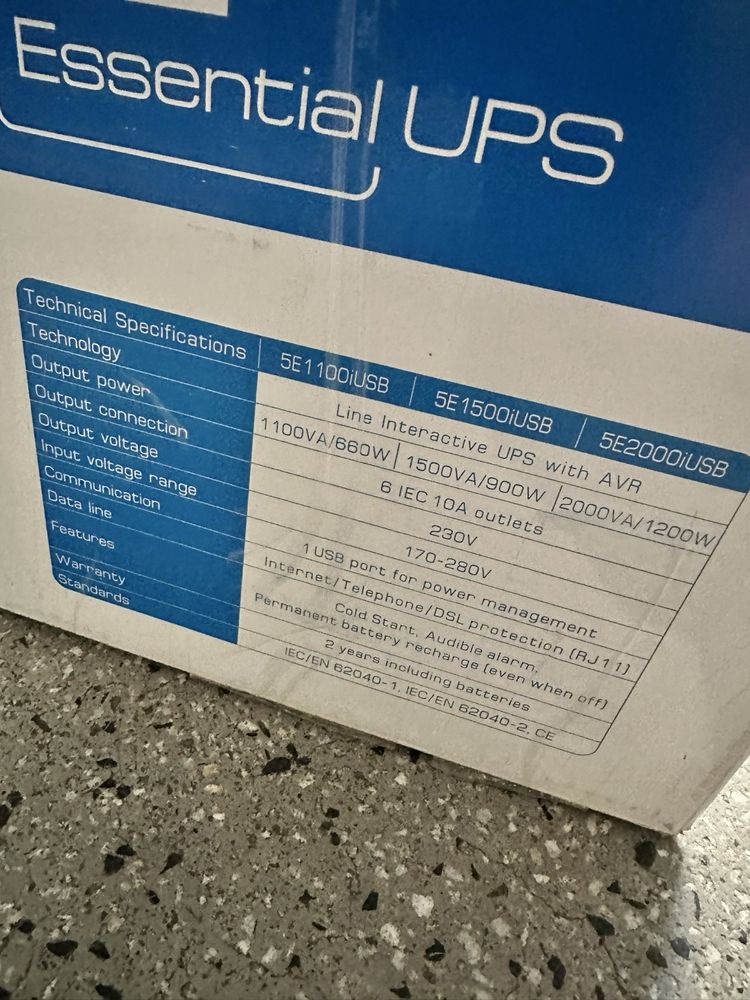 Essential UPS
Technical Specifications 5E1100iUSB 5E1500iUSB 5E2000iUSB
Technology Line Interactive UPS with AVR
Output power 1100VA/660W 1500VA/900W 2000VA/1200W
Output connection 6 IEC 10A outlets
Output voltage 230V
Input voltage range 170-280V
Communication 1 USB port for power management
Data line Internet/Telephone/DSL protection (RJ11)
Features Cold Start, Audible alarm,
Permanent battery recharge (even when off)
Warranty 2 years including batteries
Standards IEC/EN 62040-1, IEC/EN 62040-2, CE